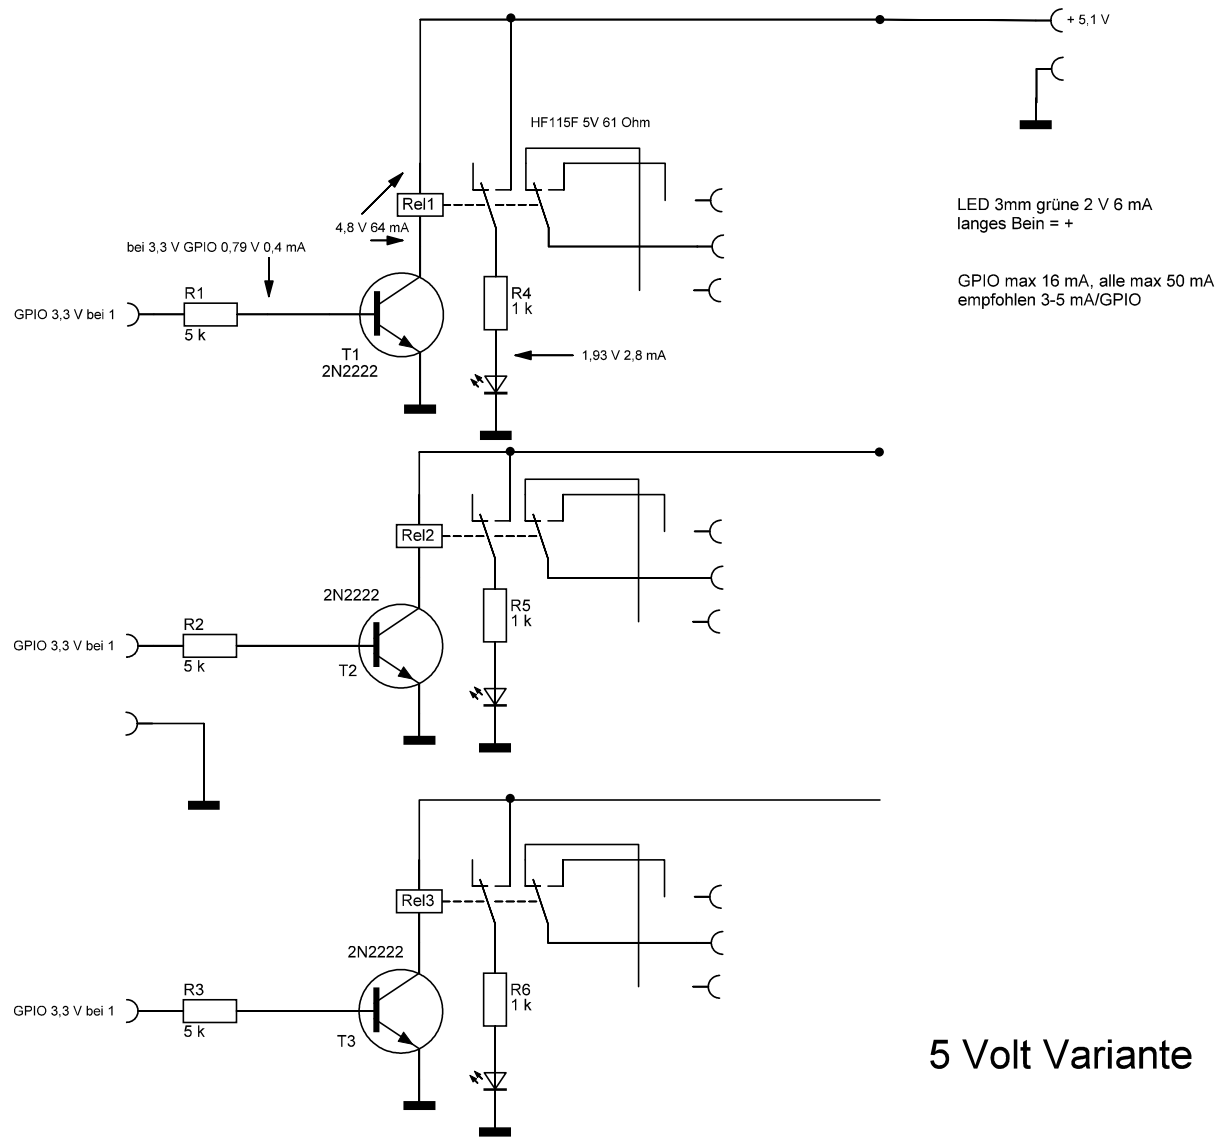 + 5,1 V
HF115F 5V 61 Ohm
Rel1
LED 3mm grüne 2 V 6 mA
langes Bein = +
4,8 V 64 mA
bei 3,3 V GPIO 0,79 V 0,4 mA
GPIO max 16 mA, alle max 50 mA
empfohlen 3-5 mA/GPIO
R1
R4
1 k
GPIO 3,3 V bei 1
5 k
T1
2N2222
1,93 V 2,8 mA
Rel2
2N2222
R5
1 k
R2
GPIO 3,3 V bei 1
5 k
T2
Rel3
2N2222
R3
R6
1 k
GPIO 3,3 V bei 1
5 k
T3
5 Volt Variante